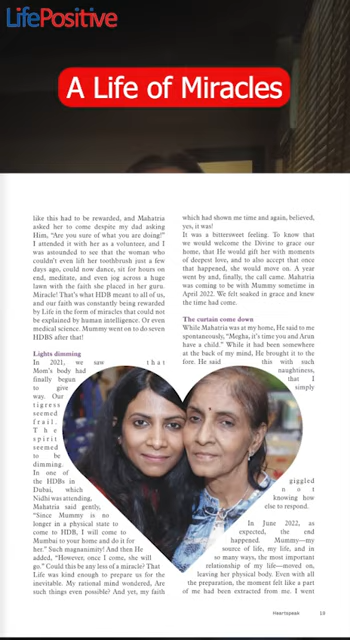 LifePositive
A Life of Miracles
like this had to be rewarded, and Mahatria
asked her to come despite my dad asking
Him, “Are you sure of what you are doing!”
I attended it with her as a volunteer, and I
was astounded to see that the woman who
couldn’t even lift her toothbrush just a few
days ago, could now dance, sit for hours on
end, meditate, and even jog across a huge
lawn with the faith she placed in her guru.
Miracle! That’s what HDB meant to all of us,
and our faith was constantly being rewarded
by Life in the form of miracles that could not
be explained by human intelligence. Or even
medical science. Mummy went on to do seven
HDBS after that!
Lights dimming
In 2021, we saw that
Mom’s body had
finally begun
to give
way. Our
tigress
seemed
frail.
The
spirit
seemed
to be
dimming.
In one of
the HDBs in
Dubai, which
Nidhi was attending,
Mahatria said gently,
“Since Mummy is no
longer in a physical state
to come to HDB, I will come to
Mumbai to your home and do it for
her.” Such magnanimity! And then He
added, “However, once I come, she will
go.” Could this be any less of a miracle? That
Life was kind enough to prepare us for the
inevitable. My rational mind wondered, Are
such things even possible? And yet, my faith
which had shown me time and again, believed,
yes, it was!
It was a bittersweet feeling. To know that
we would welcome the Divine to grace our
home, that He would gift her with moments
of deepest love, and to also accept that once
that happened, she would move on. A year
went by and, finally, the call came. Mahatria
was coming to be with Mummy sometime in
April 2022. We felt soaked in grace and knew
the time had come.
The curtain come down
While Mahatria was at my home, He said to me
spontaneously, “Megha, it’s time you and Arun
have a child.” While it had been somewhere
at the back of my mind, He brought it to the
fore. He said this with such
naughtiness,
that I
simply
giggled
not
knowing how
else to respond.
In June 2022, as
expected, the end
happened. Mummy—my
source of life, my life, and in
so many ways, the most important
relationship of my life—moved on,
leaving her physical body. Even with all
the preparation, the moment felt like a part
of me had been extracted from me. I went
Heartspeak 19